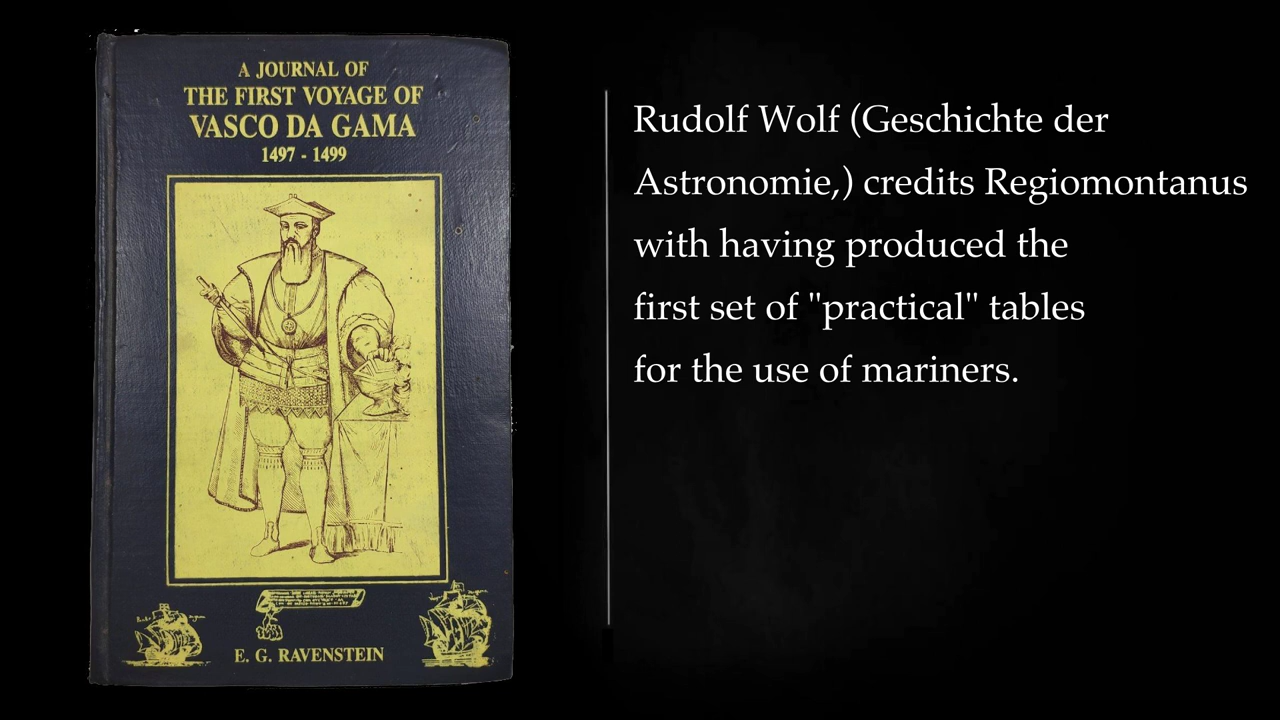 A JOURNAL OF
THE FIRST VOYAGE OF
VASCO DA GAMA
1497 - 1499
E. G. RAVENSTEIN
Rudolf Wolf (Geschichte der
Astronomie,) credits Regiomontanus
with having produced the
first set of "practical" tables
for the use of mariners.